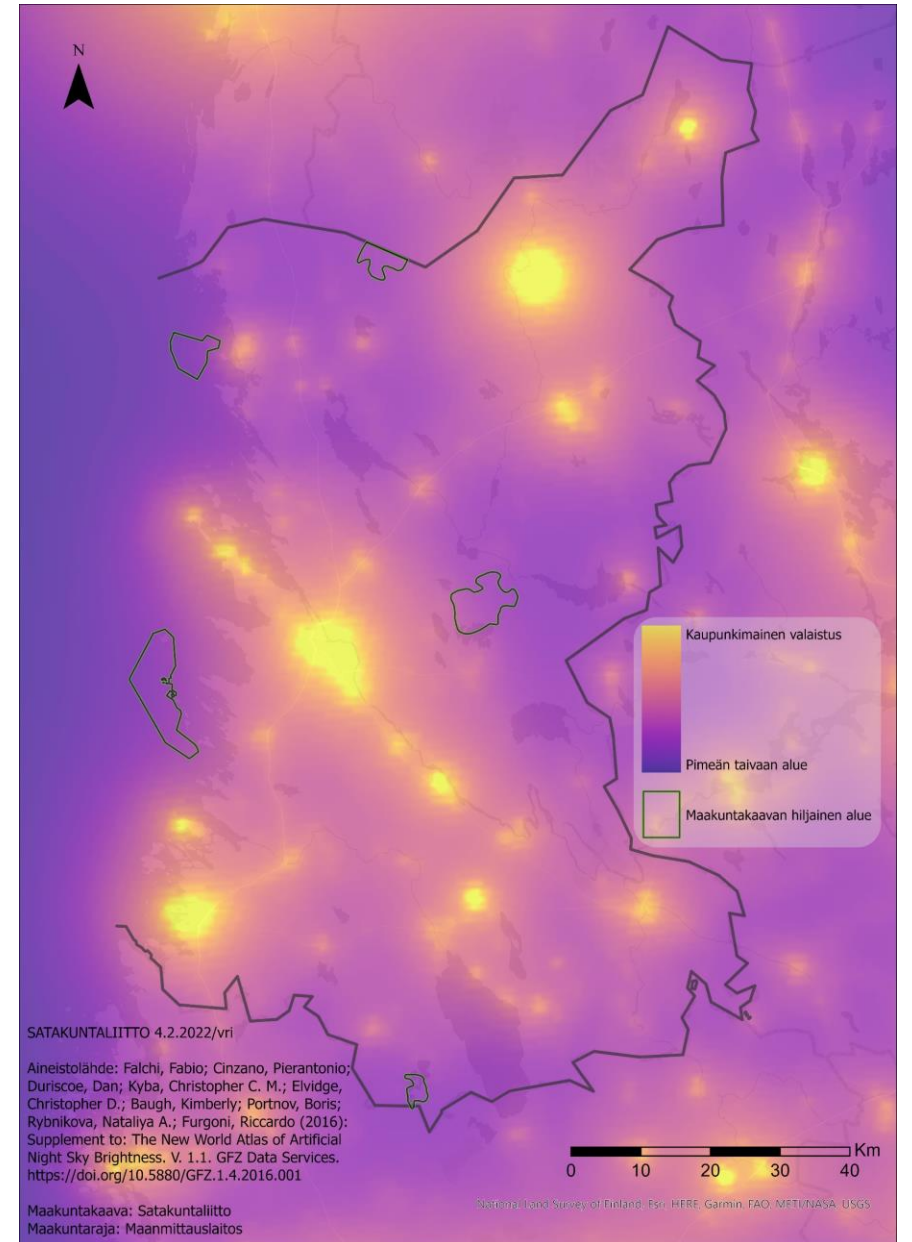 N
Kaupunkimainen valaistus
Pimeän taivaan alue
Maakuntakaavan hiljainen alue
SATAKUNTALIITTO 4.2.2022/vri
Aineistolähde: Falchi, Fabio; Cinzano, Pierantonio;
Duriscoe, Dan; Kyba, Christopher C. M.; Elvidge,
Christopher D.; Baugh, Kimberly; Portnov, Boris;
Rybnikova, Nataliya A.; Furgoni, Riccardo (2016):
Supplement to: The New World Atlas of Artificial
Night Sky Brightness. V. 1.1. GFZ Data Services.
https://doi.org/10.5880/GFZ.1.4.2016.001
Maakuntakaava: Satakuntaliitto
Maakuntaraja: Maanmittauslaitos
Km
0 10 20 30 40
National Land Survey of Finland, Esri, HERE, Garmin, FAO, METI/NASA, USGS